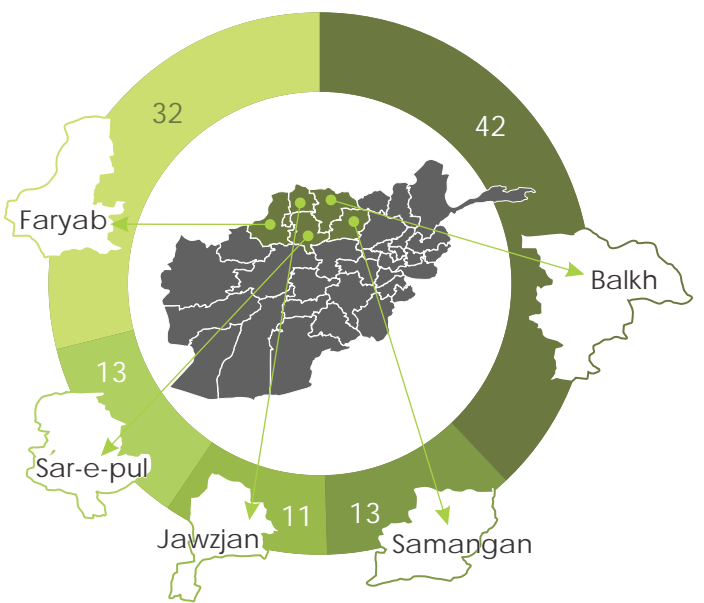 32
42
Faryab
Balkh
13
Sar-e-pul
11
13
Jawzjan
Samangan